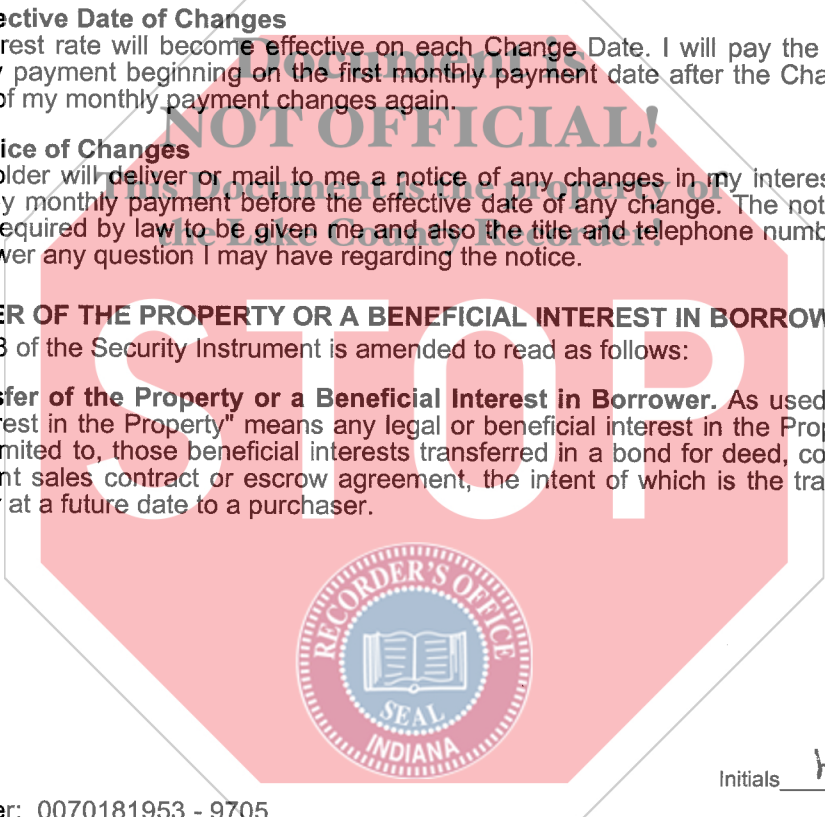 ective Date of Changes
rest rate will become effective on each Change Date. I will pay the
payment beginning on the first monthly payment date after the Cha
of my monthly payment changes again.
ice of Changes
older will deliver or mail to me a notice of any changes in my interes
y monthly payment before the effective date of any change. The not
equired by law to be given me and also the title and telephone numb
wer any question I may have regarding the notice.
ER OF THE PROPERTY OR A BENEFICIAL INTEREST IN BORROW
3 of the Security Instrument is amended to read as follows:
sfer of the Property or a Beneficial Interest in Borrower. As used
rest in the Property" means any legal or beneficial interest in the Prop
mited to, those beneficial interests transferred in a bond for deed, co
nt sales contract or escrow agreement, the intent of which is the tra
at a future date to a purchaser.
Document is
NOT OFFICIAL!
This Document is the property of
the Lake County Recorder!
STOP
RECORDER'S OFFICE
SEAL
INDIANA
Initials
er: 0070181953 - 9705